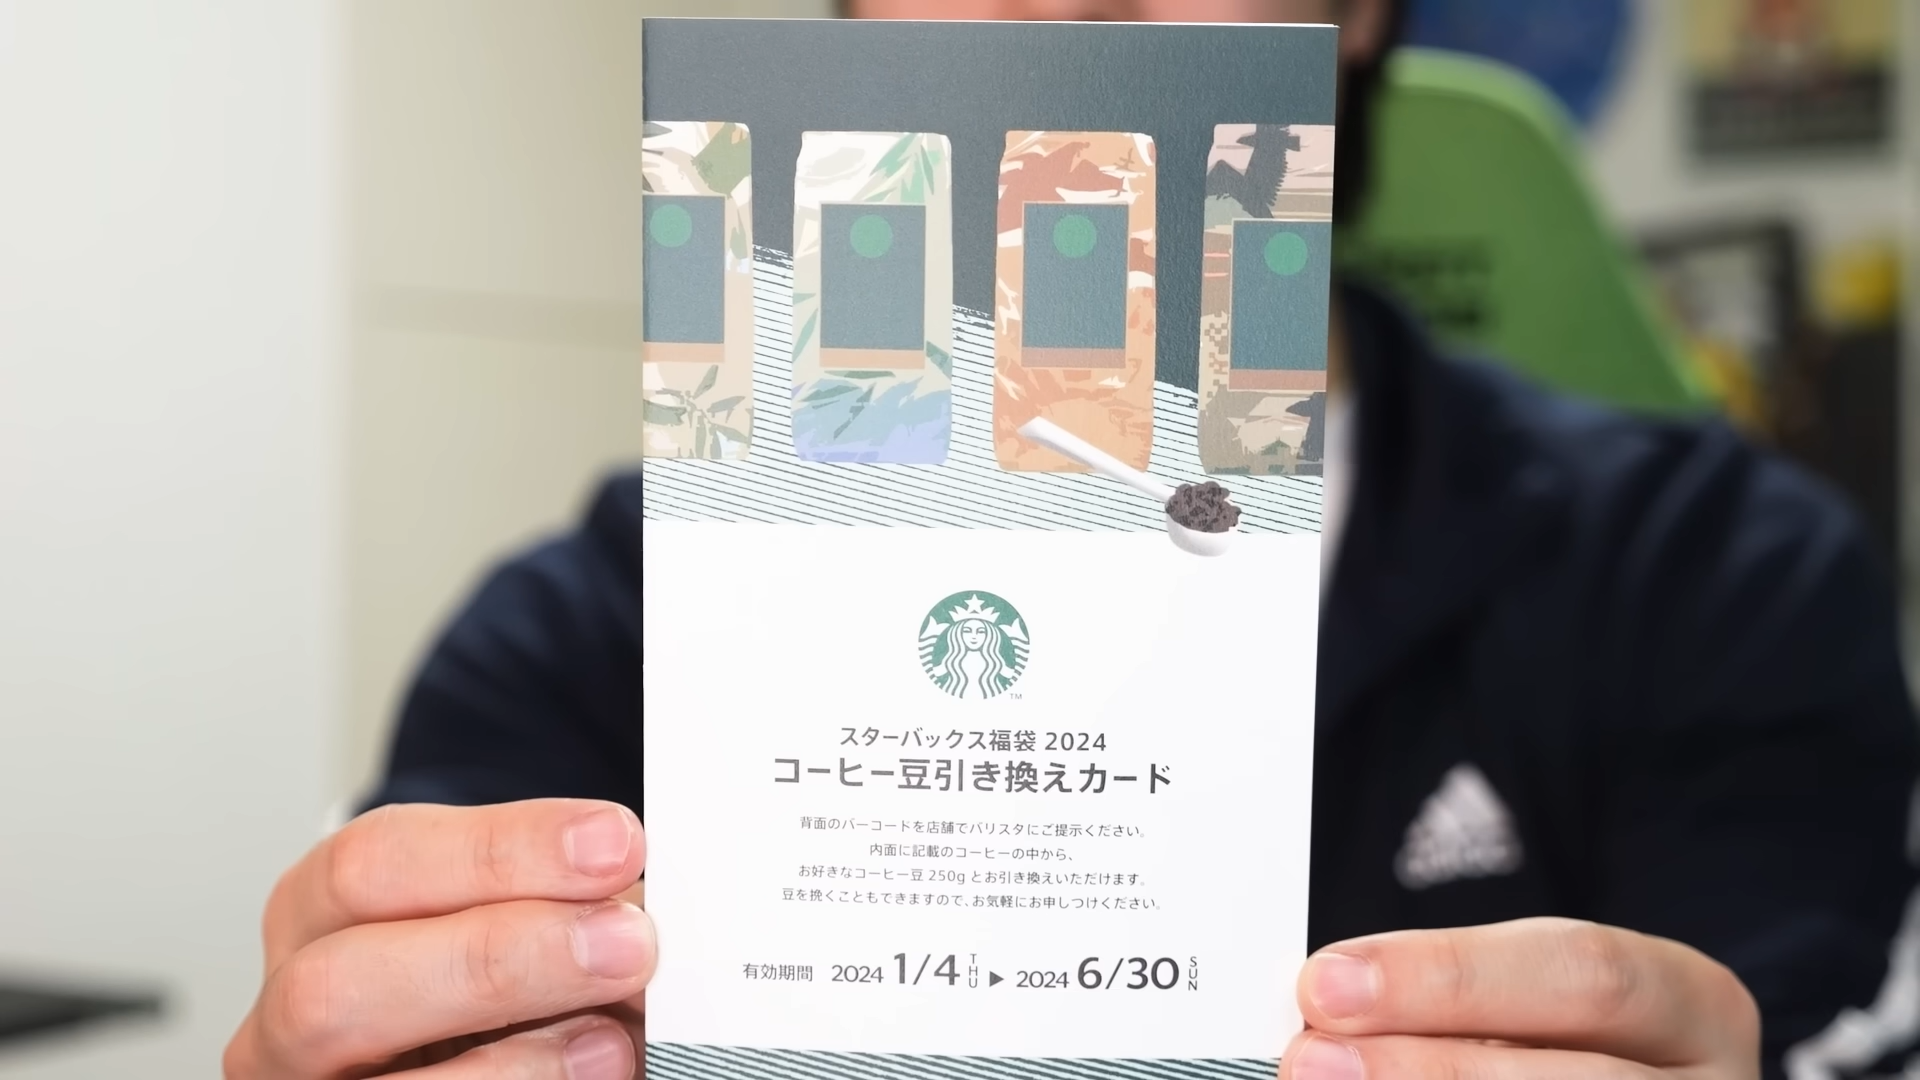 TM
スターバックス福袋 2024
コーヒー豆引き換えカード
背面のバーコードを店舗でバリスタにご提示ください。
内面に記載のコーヒーの中から、
お好きなコーヒー豆 250g とお引き換えいただけます。
豆を挽くこともできますので、お気軽にお申しつけください。
有効期間 2024 1/4 THU ▶ 2024 6/30 SUN